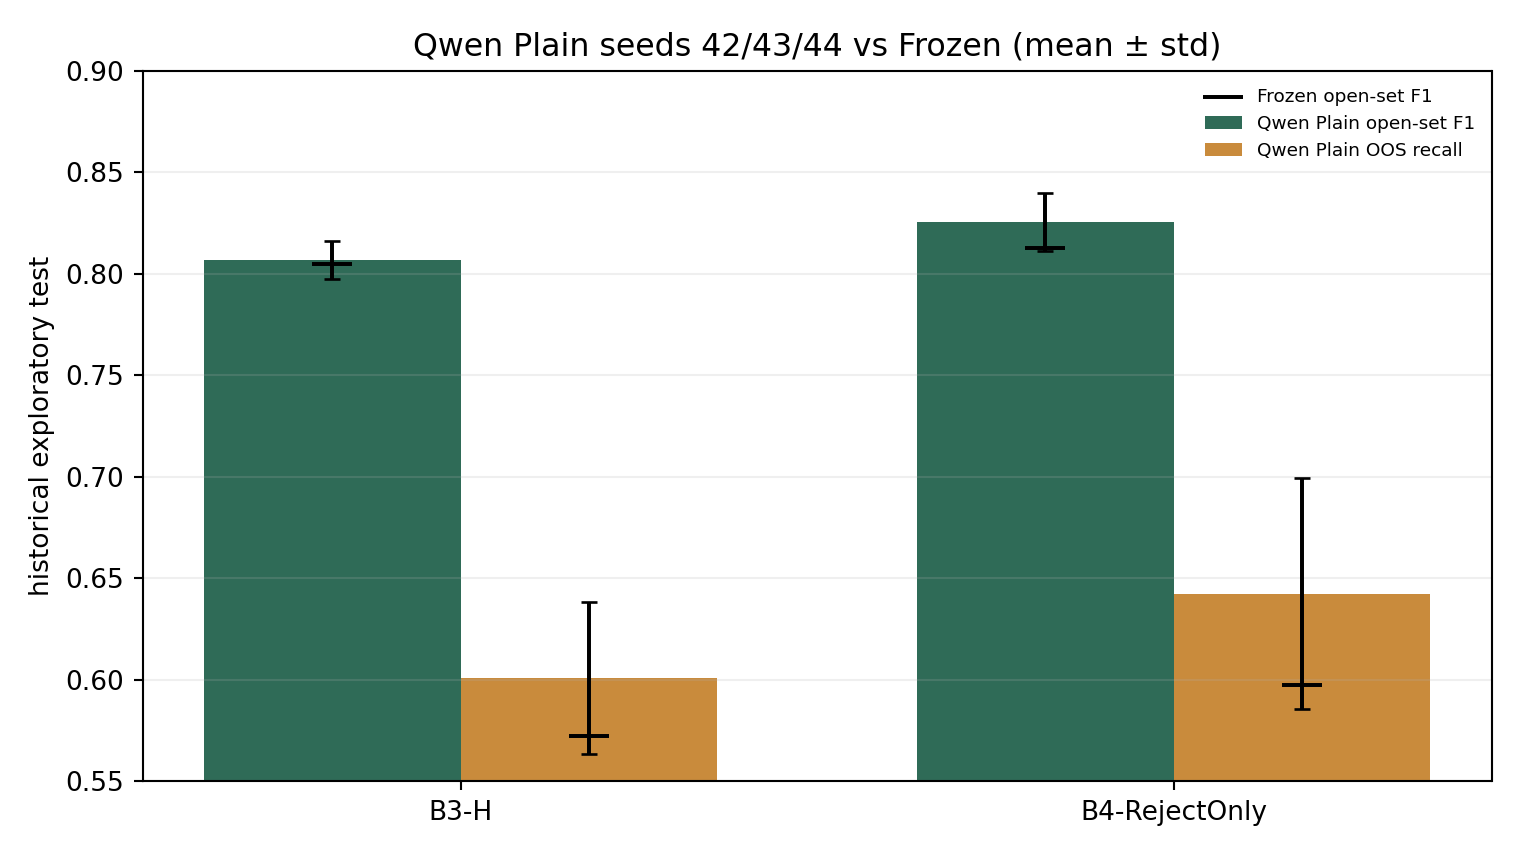 Qwen Plain seeds 42/43/44 vs Frozen (mean ± std)
historical exploratory test
0.90
0.85
0.80
0.75
0.70
0.65
0.60
0.55
Frozen open-set F1
Qwen Plain open-set F1
Qwen Plain OOS recall
B3-H
B4-RejectOnly